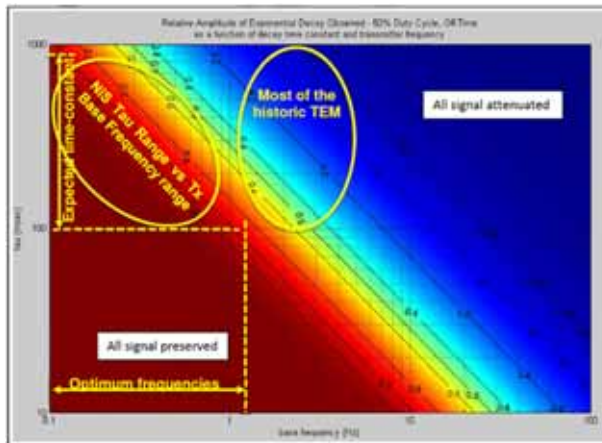 Relative Amplitude of Exponential Decay Observed - 50% Duty Cycle, Off Time
as a function of decay time constant and transmitter frequency
1000
100
10
Expected time-constant
NiS Tau Range vs Tx
Base Frequency range
Most of the
historic TEM
All signal attenuated
All signal preserved
Optimum frequencies
0.1
1
10
100
base frequency [Hz]